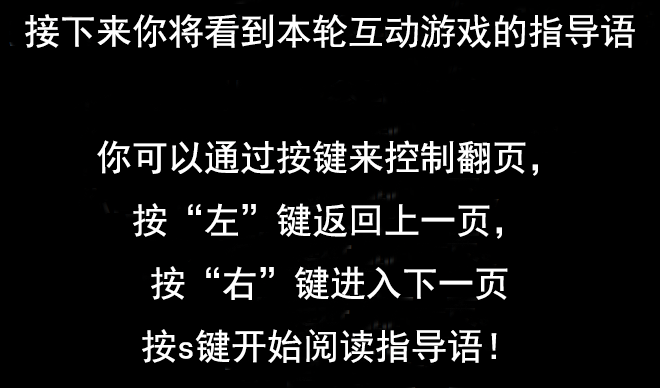 接下来你将看到本轮互动游戏的指导语
你可以通过按键来控制翻页，
按“左”键返回上一页，
按“右”键进入下一页
按s键开始阅读指导语！